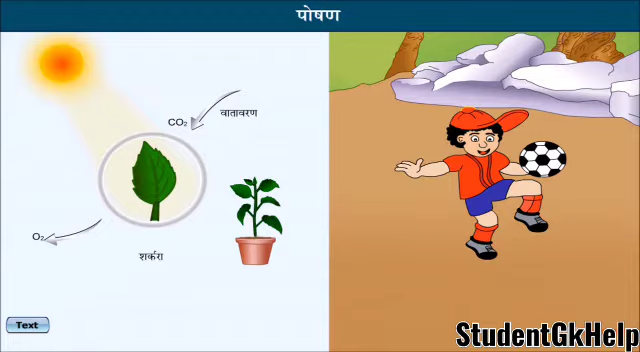 पोषण
CO₂
वातावरण
O₂
शर्करा
Text
StudentGkHelp